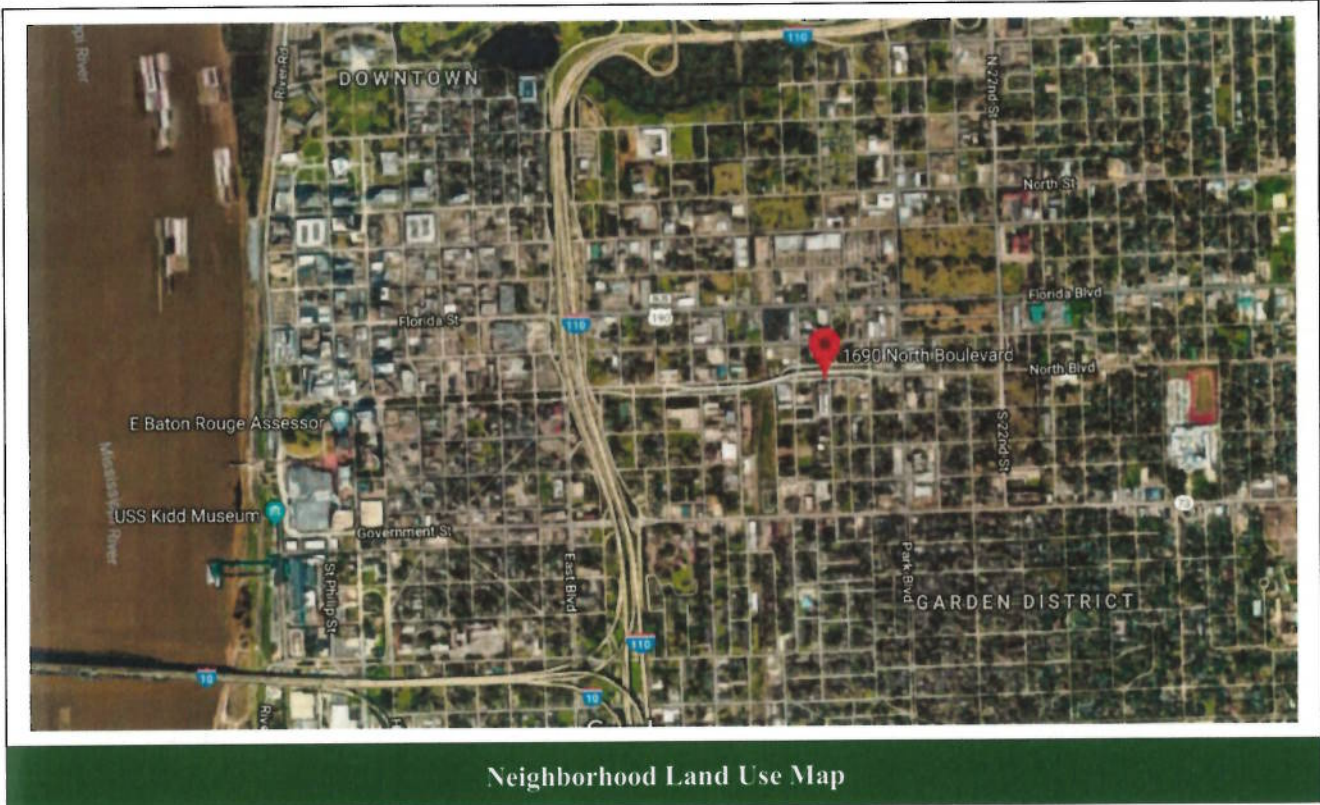 110
River Rd
DOWNTOWN
N 22nd St
North St
Florida Blvd
BUS
190
Florida St
110
1690 North Boulevard
North Blvd
E Baton Rouge Assessor
S 22nd St
Mississippi River
USS Kidd Museum
Government St
73
St Philip St
East Blvd
Park Blvd
GARDEN DISTRICT
110
10
10
Neighborhood Land Use Map